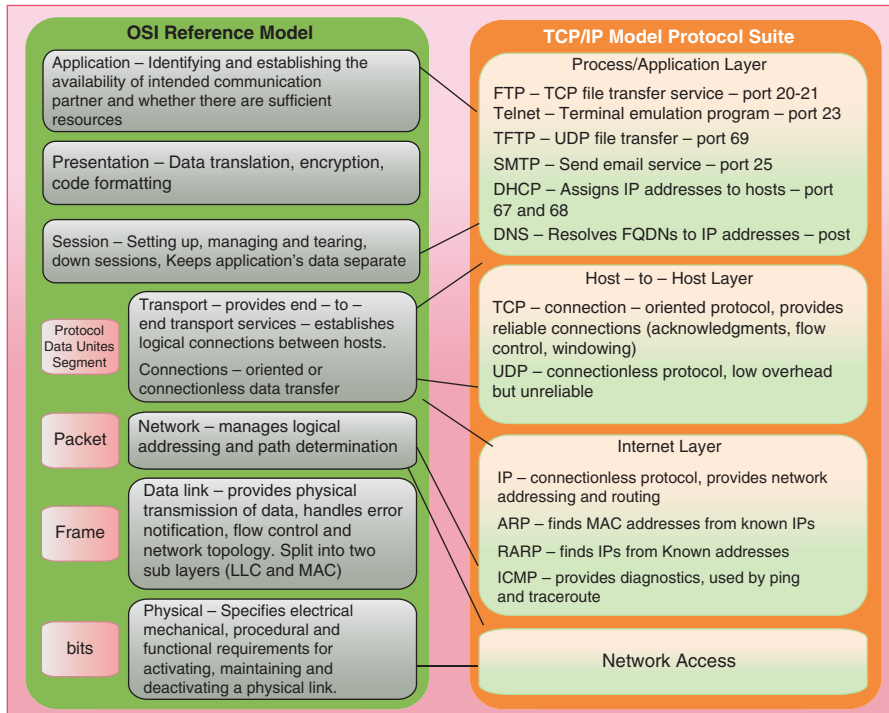 OSI Reference Model
Application – Identifying and establishing the
availability of intended communication
partner and whether there are sufficient
resources
Presentation – Data translation, encryption,
code formatting
Session – Setting up, managing and tearing,
down sessions, Keeps application's data separate
Protocol
Data Unites
Segment
Transport – provides end – to –
end transport services – establishes
logical connections between hosts.
Connections – oriented or
connectionless data transfer
Packet
Network – manages logical
addressing and path determination
Frame
Data link – provides physical
transmission of data, handles error
notification, flow control and
network topology. Split into two
sub layers (LLC and MAC)
bits
Physical – Specifies electrical
mechanical, procedural and
functional requirements for
activating, maintaining and
deactivating a physical link.
TCP/IP Model Protocol Suite
Process/Application Layer
FTP – TCP file transfer service – port 20-21
Telnet – Terminal emulation program – port 23
TFTP – UDP file transfer – port 69
SMTP – Send email service – port 25
DHCP – Assigns IP addresses to hosts – port
67 and 68
DNS – Resolves FQDNs to IP addresses – post
Host – to – Host Layer
TCP – connection – oriented protocol, provides
reliable connections (acknowledgments, flow
control, windowing)
UDP – connectionless protocol, low overhead
but unreliable
Internet Layer
IP – connectionless protocol, provides network
addressing and routing
ARP – finds MAC addresses from known IPs
RARP – finds IPs from Known addresses
ICMP – provides diagnostics, used by ping
and traceroute
Network Access